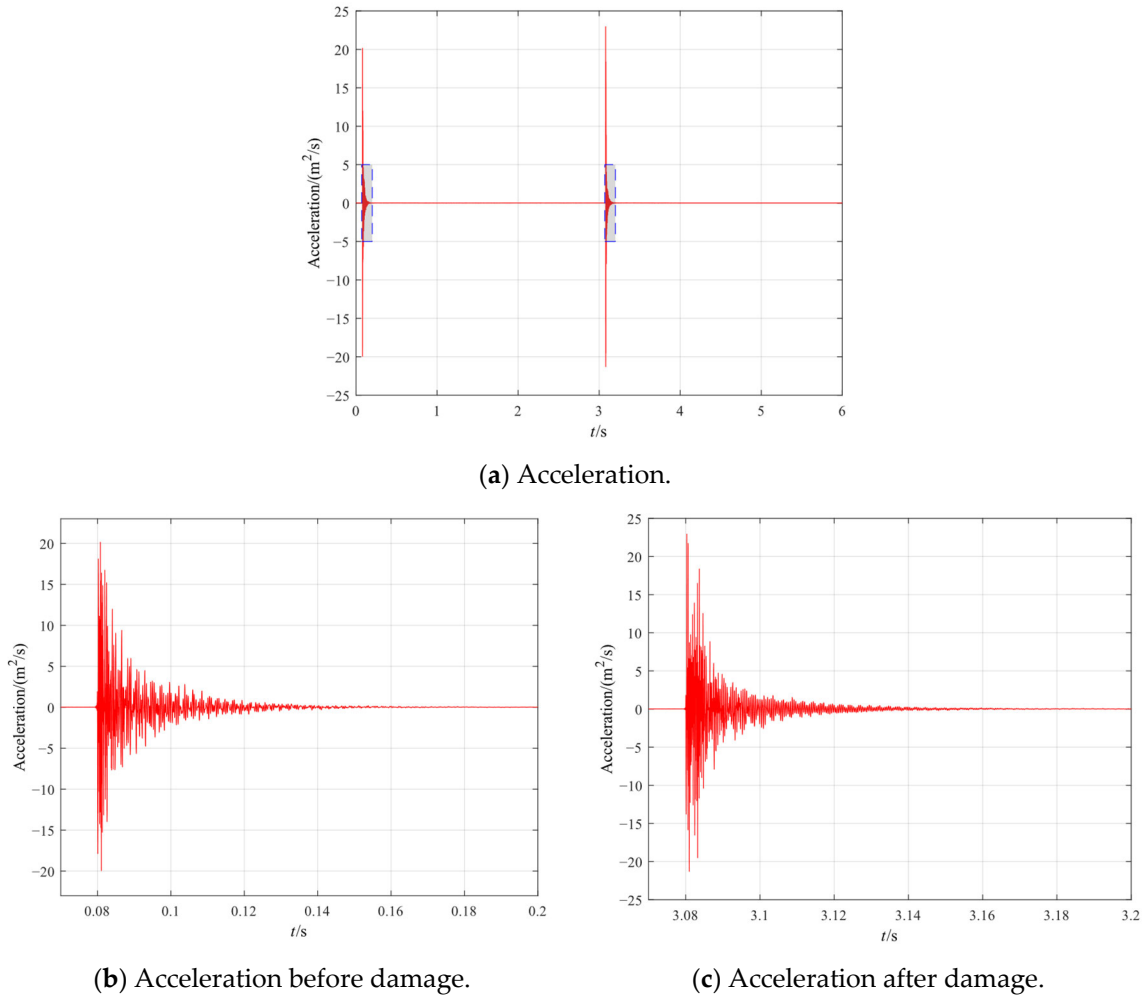 25
20
15
10
5
0
−5
−10
−15
−20
−25
Acceleration/(m²/s)
0 1 2 3 4 5 6
t/s
(a) Acceleration.
20
15
10
5
0
−5
−10
−15
−20
Acceleration/(m²/s)
0.08 0.1 0.12 0.14 0.16 0.18 0.2
t/s
(b) Acceleration before damage.
25
20
15
10
5
0
−5
−10
−15
−20
−25
Acceleration/(m²/s)
3.08 3.1 3.12 3.14 3.16 3.18 3.2
t/s
(c) Acceleration after damage.